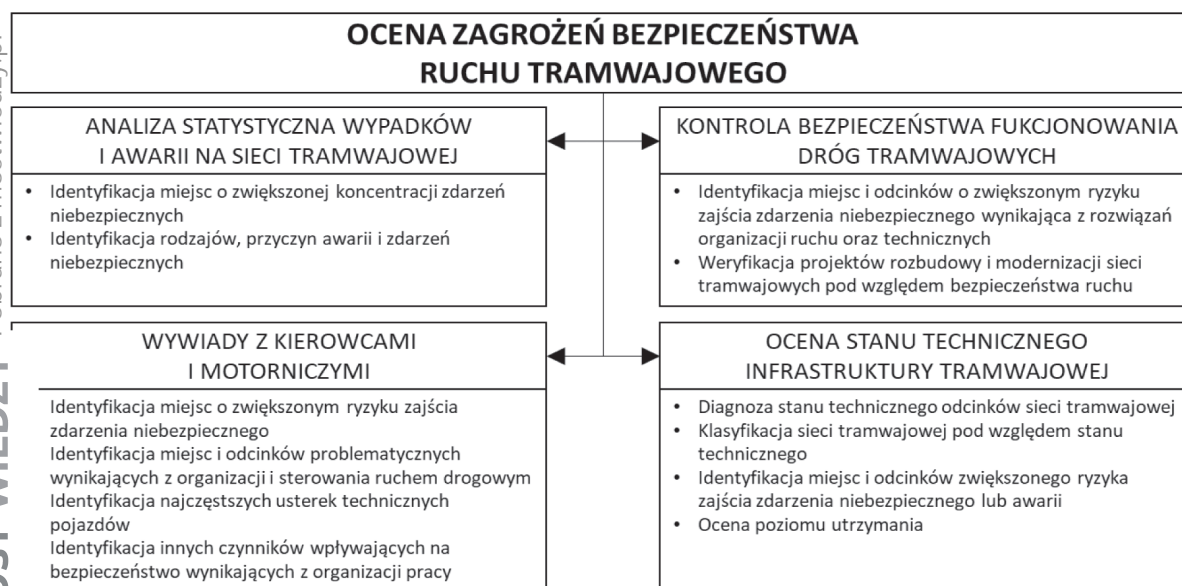 OCENA ZAGROŻEŃ BEZPIECZEŃSTWA
RUCHU TRAMWAJOWEGO
ANALIZA STATYSTYCZNA WYPADKÓW
I AWARII NA SIECI TRAMWAJOWEJ
• Identyfikacja miejsc o zwiększonej koncentracji zdarzeń
niebezpiecznych
• Identyfikacja rodzajów, przyczyn awarii i zdarzeń
niebezpiecznych
KONTROLA BEZPIECZEŃSTWA FUKCJONOWANIA
DRÓG TRAMWAJOWYCH
• Identyfikacja miejsc i odcinków o zwiększonym ryzyku
zajścia zdarzenia niebezpiecznego wynikająca z rozwiązań
organizacji ruchu oraz technicznych
• Weryfikacja projektów rozbudowy i modernizacji sieci
tramwajowych pod względem bezpieczeństwa ruchu
WYWIADY Z KIEROWCAMI
I MOTORNICZYMI
Identyfikacja miejsc o zwiększonym ryzyku zajścia
zdarzenia niebezpiecznego
Identyfikacja miejsc i odcinków problematycznych
wynikających z organizacji i sterowania ruchem drogowym
Identyfikacja najczęstszych usterek technicznych
pojazdów
Identyfikacja innych czynników wpływających na
bezpieczeństwo wynikających z organizacji pracy
OCENA STANU TECHNICZNEGO
INFRASTRUKTURY TRAMWAJOWEJ
• Diagnoza stanu technicznego odcinków sieci tramwajowej
• Klasyfikacja sieci tramwajowej pod względem stanu
technicznego
• Identyfikacja miejsc i odcinków zwiększonego ryzyka
zajścia zdarzenia niebezpiecznego lub awarii
• Ocena poziomu utrzymania